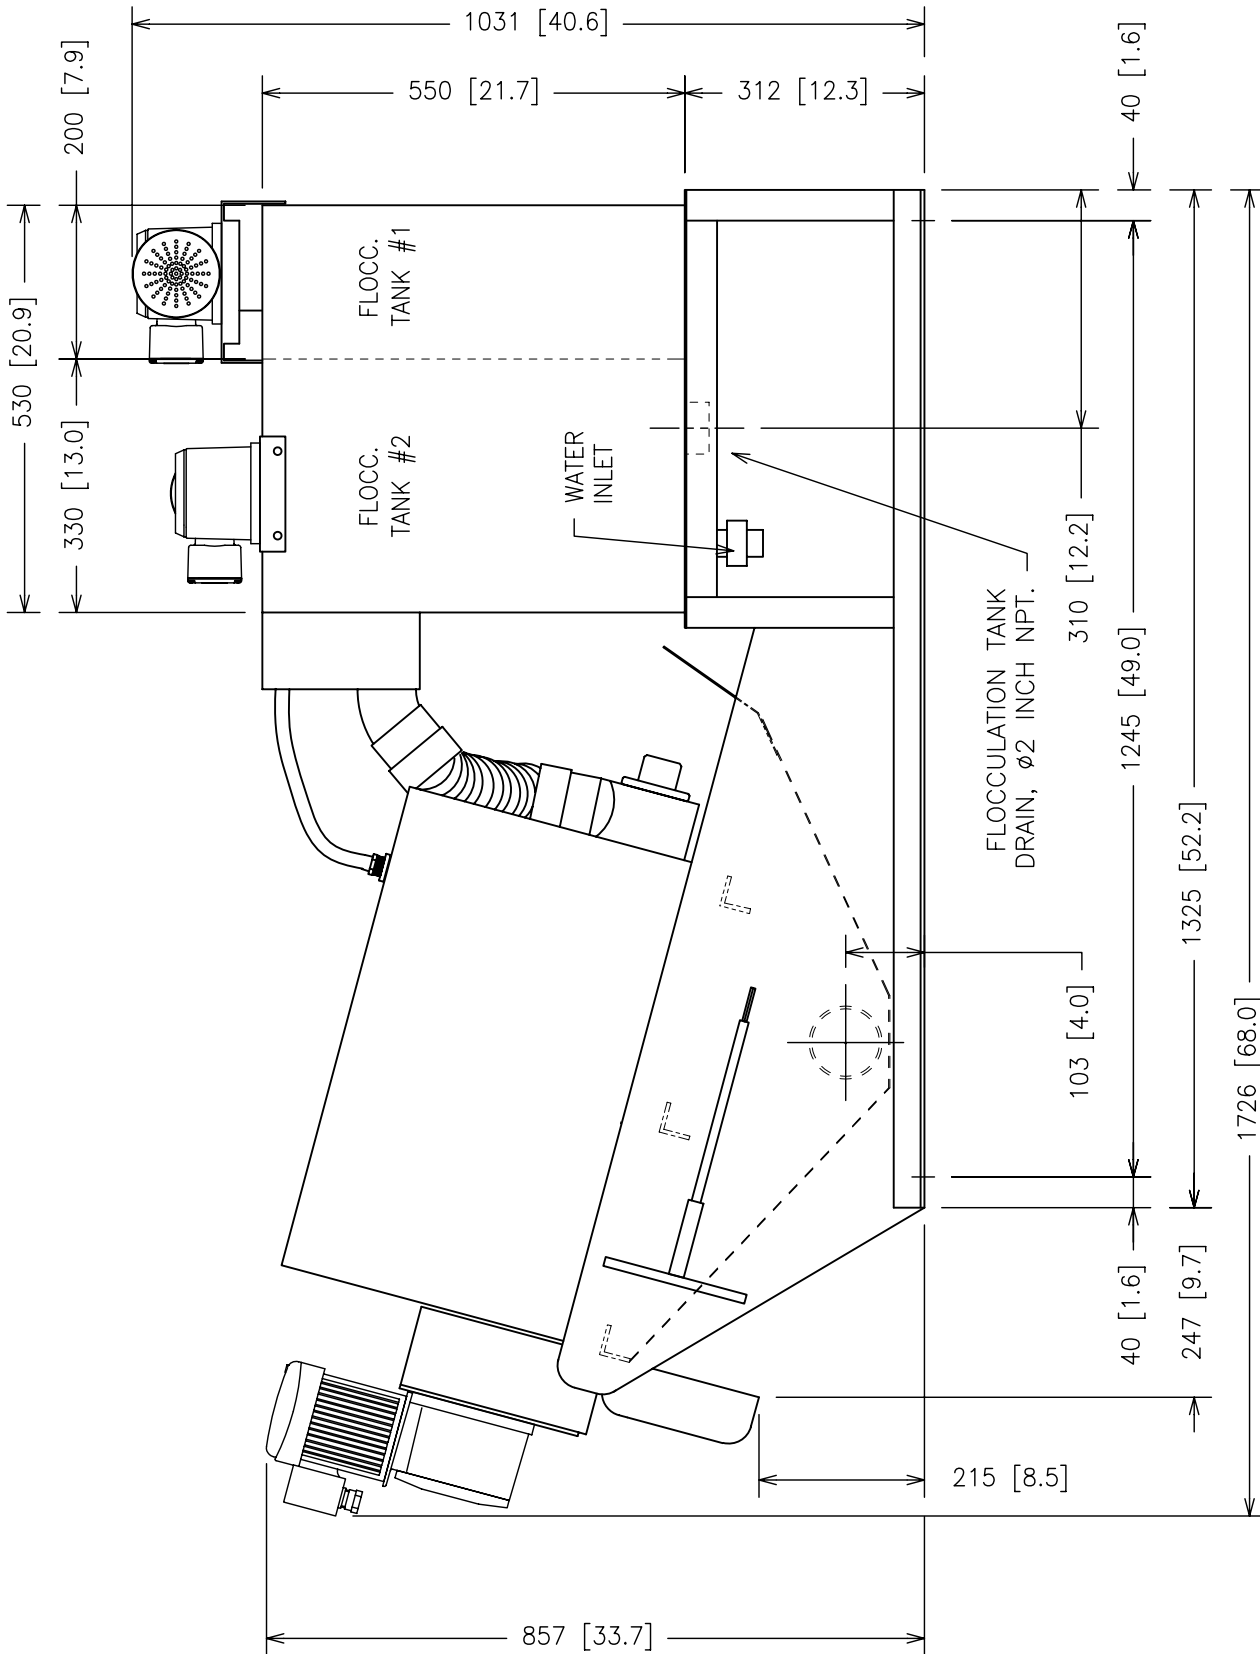 1031 [40.6]
550 [21.7]
312 [12.3]
40 [1.6]
200 [7.9]
530 [20.9]
330 [13.0]
FLOCC.
TANK #1
FLOCC.
TANK #2
WATER
INLET
FLOCCULATION TANK
DRAIN, ø2 INCH NPT.
310 [12.2]
1245 [49.0]
1325 [52.2]
1726 [68.0]
103 [4.0]
40 [1.6]
247 [9.7]
215 [8.5]
857 [33.7]